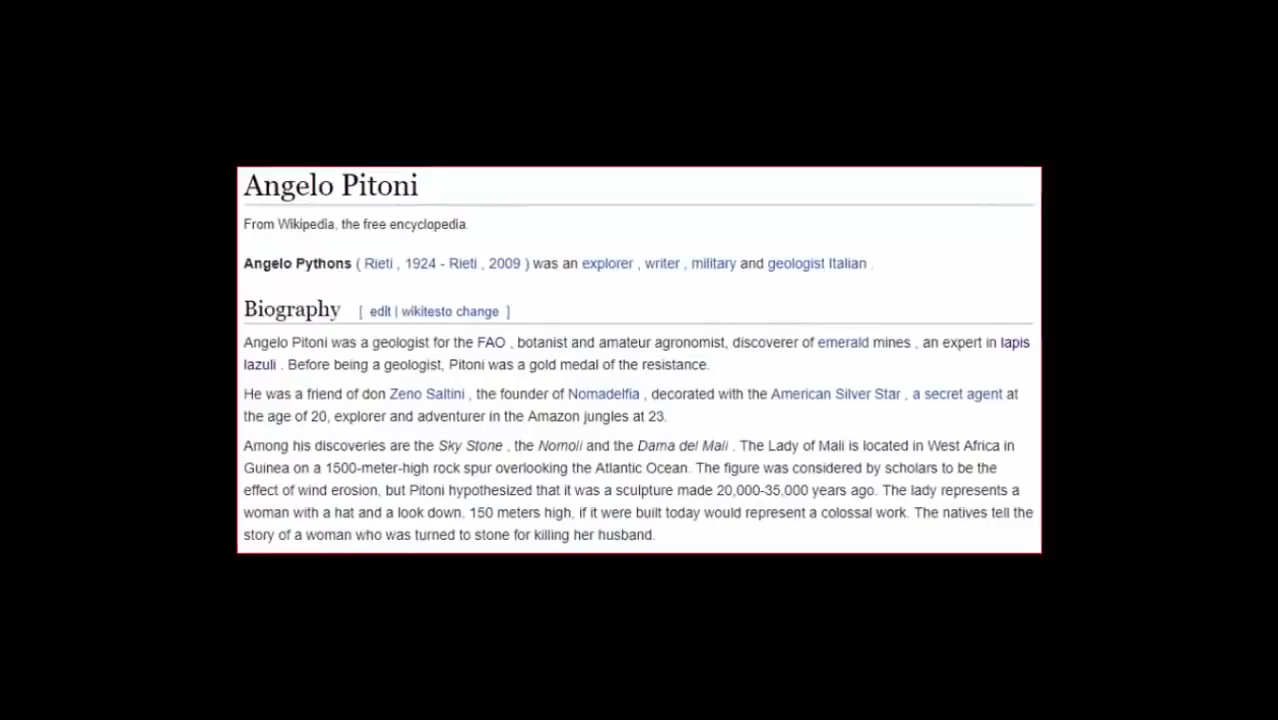 Angelo Pitoni
From Wikipedia, the free encyclopedia
Angelo Pythons ( Rieti , 1924 - Rieti , 2009 ) was an explorer , writer , military and geologist Italian .
Biography [ edit | wikitesto change ]
Angelo Pitoni was a geologist for the FAO , botanist and amateur agronomist, discoverer of emerald mines , an expert in lapis
lazuli . Before being a geologist, Pitoni was a gold medal of the resistance.
He was a friend of don Zeno Saltini , the founder of Nomadelfia , decorated with the American Silver Star , a secret agent at
the age of 20, explorer and adventurer in the Amazon jungles at 23.
Among his discoveries are the Sky Stone , the Nomoli and the Dama del Mali . The Lady of Mali is located in West Africa in
Guinea on a 1500-meter-high rock spur overlooking the Atlantic Ocean. The figure was considered by scholars to be the
effect of wind erosion, but Pitoni hypothesized that it was a sculpture made 20,000-35,000 years ago. The lady represents a
woman with a hat and a look down. 150 meters high, if it were built today would represent a colossal work. The natives tell the
story of a woman who was turned to stone for killing her husband.